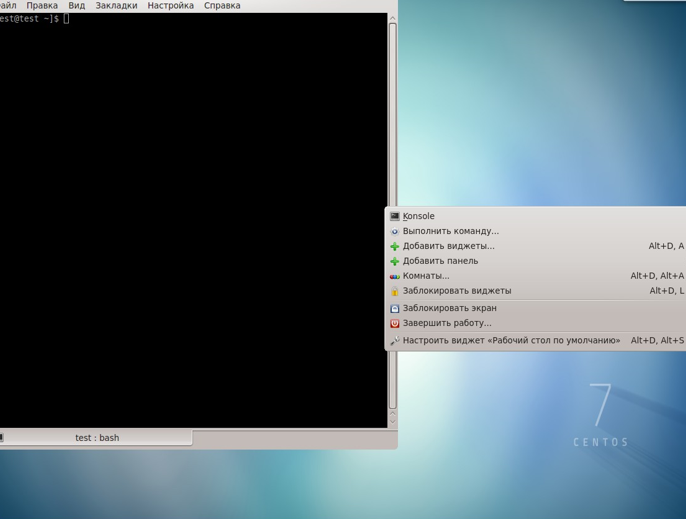 айл Правка Вид Закладки Настройка Справка
est@test ~]$
Konsole
Выполнить команду...
Добавить виджеты... Alt+D, A
Добавить панель
Комнаты... Alt+D, Alt+A
Заблокировать виджеты Alt+D, L
Заблокировать экран
Завершить работу...
Настроить виджет «Рабочий стол по умолчанию» Alt+D, Alt+S
7
CENTOS
test : bash